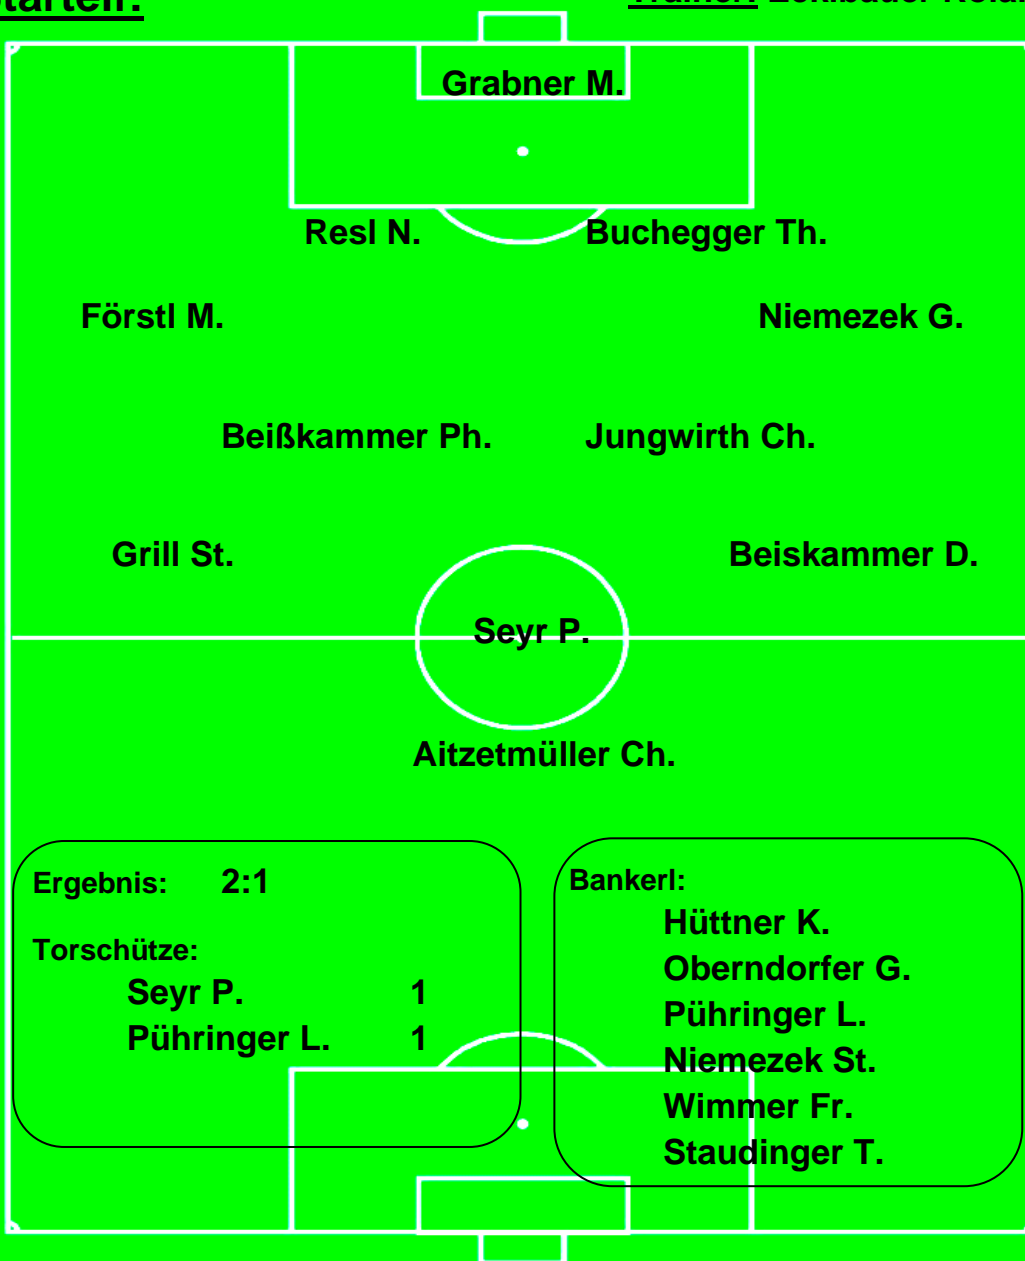 Grabner M.
Resl N. Buchegger Th.
Förstl M. Niemezek G.
Beißkammer Ph. Jungwirth Ch.
Grill St. Beiskammer D.
Seyr P.
Aitzetmüller Ch.
Ergebnis: 2:1
Torschütze:
Seyr P. 1
Pühringer L. 1
Bankerl:
Hüttner K.
Oberndorfer G.
Pühringer L.
Niemezek St.
Wimmer Fr.
Staudinger T.